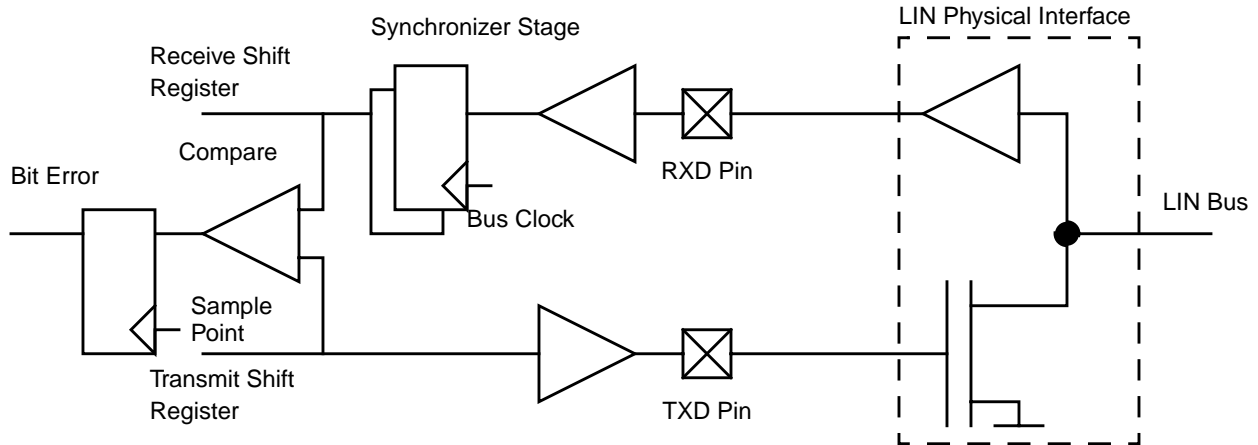 LIN Physical Interface
Synchronizer Stage
Receive Shift
Register
Compare
RXD Pin
Bit Error
Bus Clock
LIN Bus
Sample
Point
Transmit Shift
Register
TXD Pin